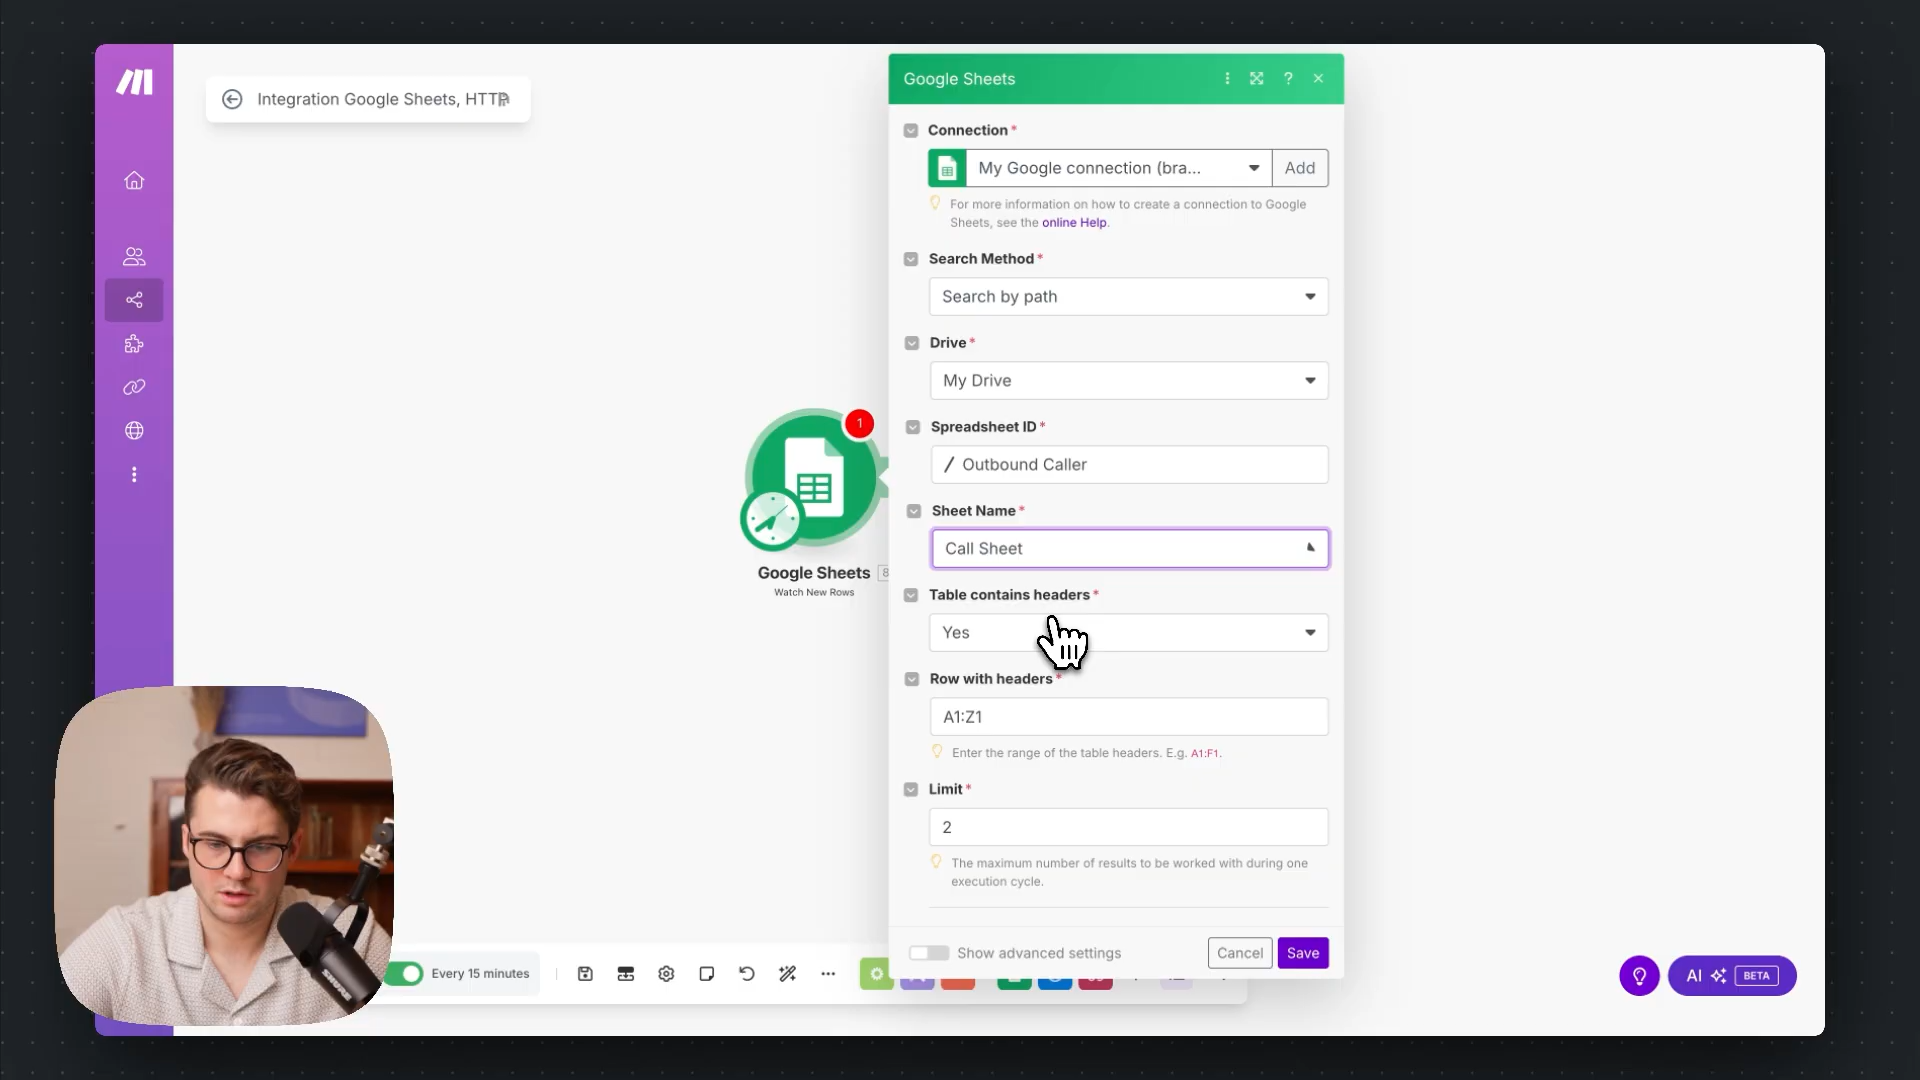 Integration Google Sheets, HTTP
Google Sheets
?
Connection *
My Google connection (bra...
Add
For more information on how to create a connection to Google
Sheets, see the online Help.
Search Method *
Search by path
Drive *
My Drive
Spreadsheet ID *
/ Outbound Caller
Sheet Name *
Call Sheet
Table contains headers *
Yes
Row with headers *
A1:Z1
Enter the range of the table headers. E.g. A1:F1.
Limit *
2
The maximum number of results to be worked with during one
execution cycle.
Show advanced settings
Cancel
Save
1
Google Sheets 8
Watch New Rows
Every 15 minutes
AI BETA
SHURE